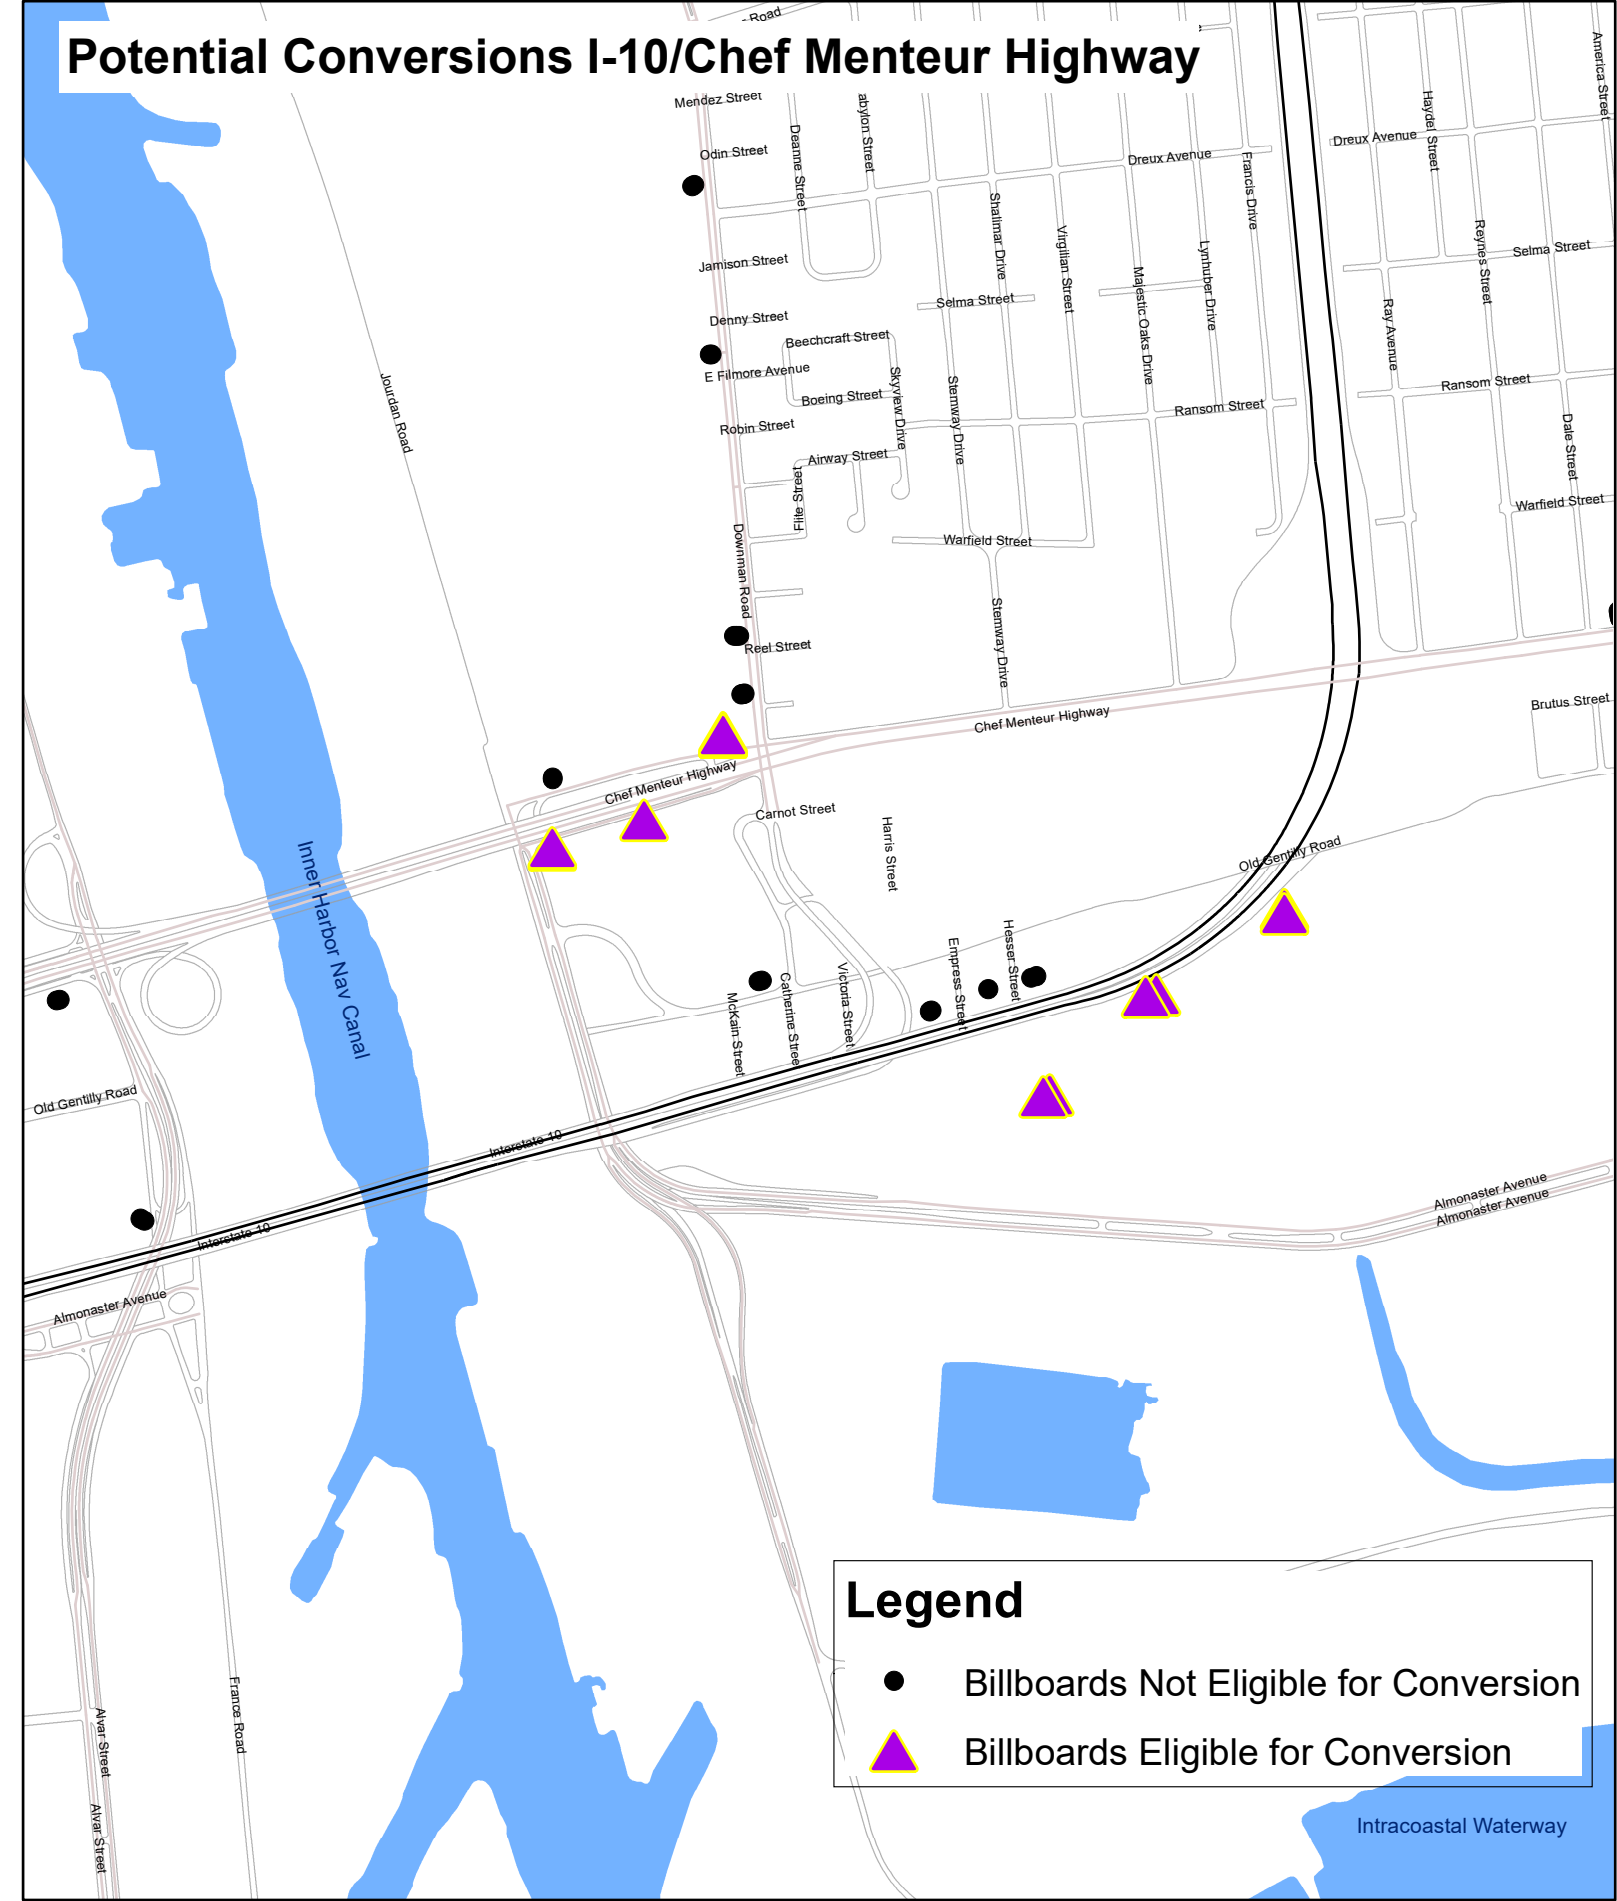 Road
Potential Conversions I-10/Chef Menteur Highway
Mendez Street
Odin Street
Deanne Street
abylon Street
Dreux Avenue
Francis Drive
Dreux Avenue
Haydel Street
America Street
Jamison Street
Shalimar Drive
Virgilian Street
Majestic Oaks Drive
Lynhuber Drive
Reynes Street
Selma Street
Selma Street
Denny Street
Beechcraft Street
E Filmore Avenue
Boeing Street
Skyview Drive
Stemway Drive
Ray Avenue
Ransom Street
Ransom Street
Jourdan Road
Robin Street
Airway Street
Flite Street
Dale Street
Warfield Street
Warfield Street
Downman Road
Stemway Drive
Reel Street
Brutus Street
Chef Menteur Highway
Chef Menteur Highway
Carnot Street
Harris Street
Old Gentilly Road
Inner Harbor Nav Canal
McKain Street
Catherine Street
Victoria Street
Empress Street
Hesser Street
Old Gentilly Road
Interstate 10
Interstate 10
Almonaster Avenue
Almonaster Avenue
Almonaster Avenue
France Road
Alvar Street
Alvar Street
Legend
Billboards Not Eligible for Conversion
Billboards Eligible for Conversion
Intracoastal Waterway